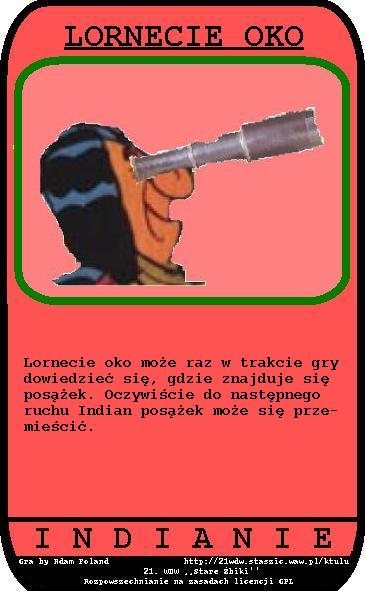 LORNECIE OKO
Lornecie oko może raz w trakcie gry
dowiedzieć się, gdzie znajduje się
posążek. Oczywiście do następnego
ruchu Indian posążek może się prze-
mieścić.
I N D I A N I E
Gra by Adam Poland http://21wdw.staszic.waw.pl/ktulu
21. WDW ,,Stare Żbiki''
Rozpowszechnianie na zasadach licencji GPL